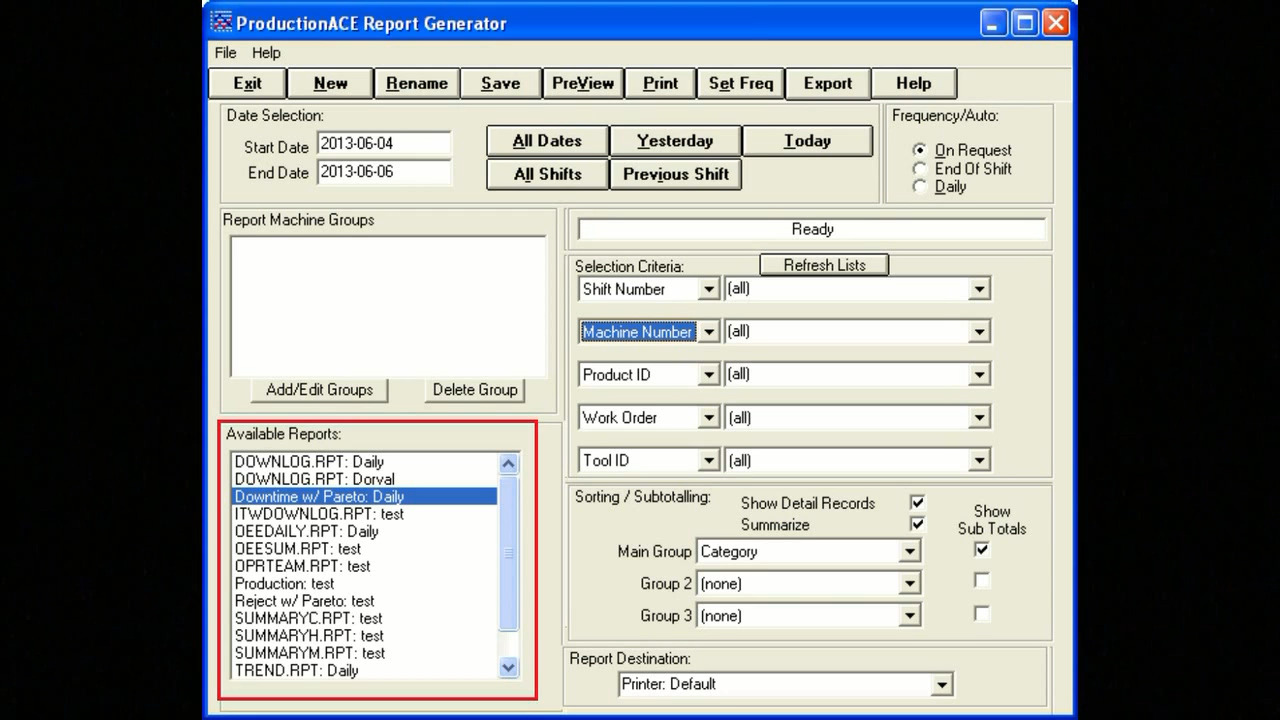 ProductionACE Report Generator
File Help
Exit New Rename Save PreView Print Set Freq Export Help
Date Selection:
Start Date 2013-06-04
End Date 2013-06-06
All Dates Yesterday Today
All Shifts Previous Shift
Frequency/Auto:
On Request
End Of Shift
Daily
Report Machine Groups
Add/Edit Groups Delete Group
Available Reports:
DOWNLOG.RPT: Daily
DOWNLOG.RPT: Dorval
Downtime w/ Pareto: Daily
ITWDOWNLOG.RPT: test
OEEDAILY.RPT: Daily
OEESUM.RPT: test
OPRTEAM.RPT: test
Production: test
Reject w/ Pareto: test
SUMMARYC.RPT: test
SUMMARYH.RPT: test
SUMMARYM.RPT: test
TREND.RPT: Daily
Ready
Selection Criteria: Refresh Lists
Shift Number (all)
Machine Number (all)
Product ID (all)
Work Order (all)
Tool ID (all)
Sorting / Subtotalling:
Show Detail Records
Summarize
Show
Sub Totals
Main Group Category
Group 2 (none)
Group 3 (none)
Report Destination:
Printer: Default